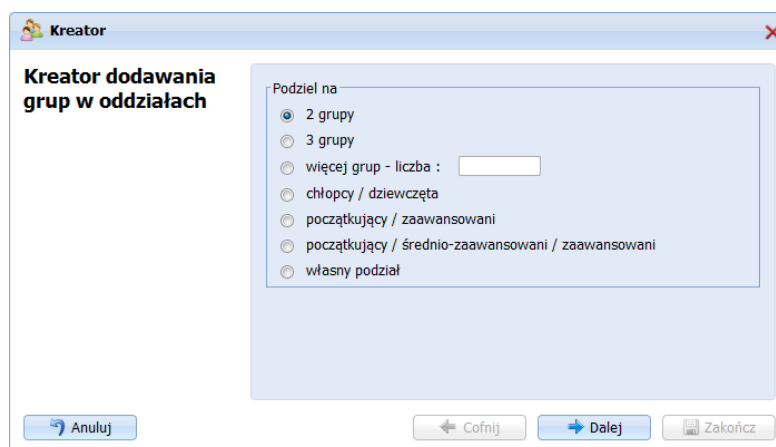 Kreator
Kreator dodawania
grup w oddziałach
Podziel na
2 grupy
3 grupy
więcej grup - liczba :
chłopcy / dziewczęta
początkujący / zaawansowani
początkujący / średnio-zaawansowani / zaawansowani
własny podział
Anuluj
Cofnij
Dalej
Zakończ